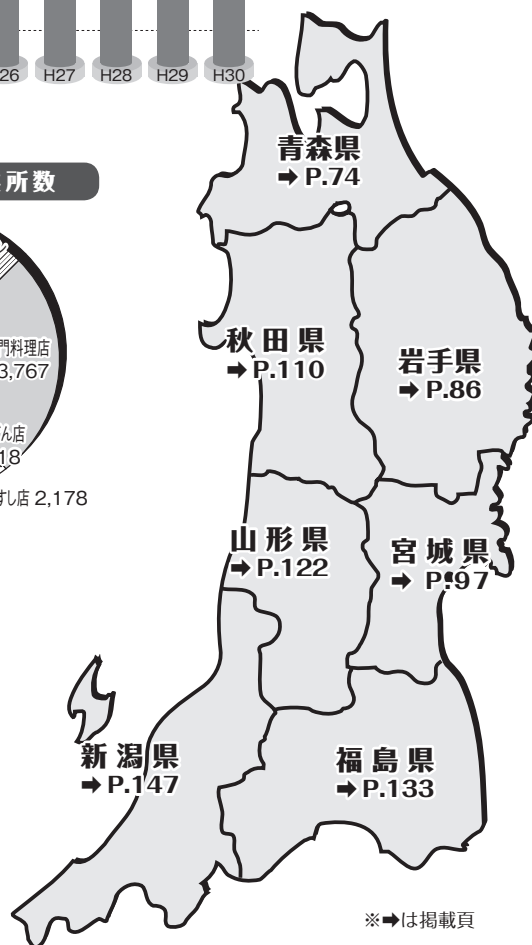 26 H27 H28 H29 H30
所数
門料理店
3,767
ん店
18
すし店 2,178
青森県
➡ P.74
秋田県
➡ P.110
岩手県
➡ P.86
山形県
➡ P.122
宮城県
➡ P.97
新潟県
➡ P.147
福島県
➡ P.133
※➡は掲載頁